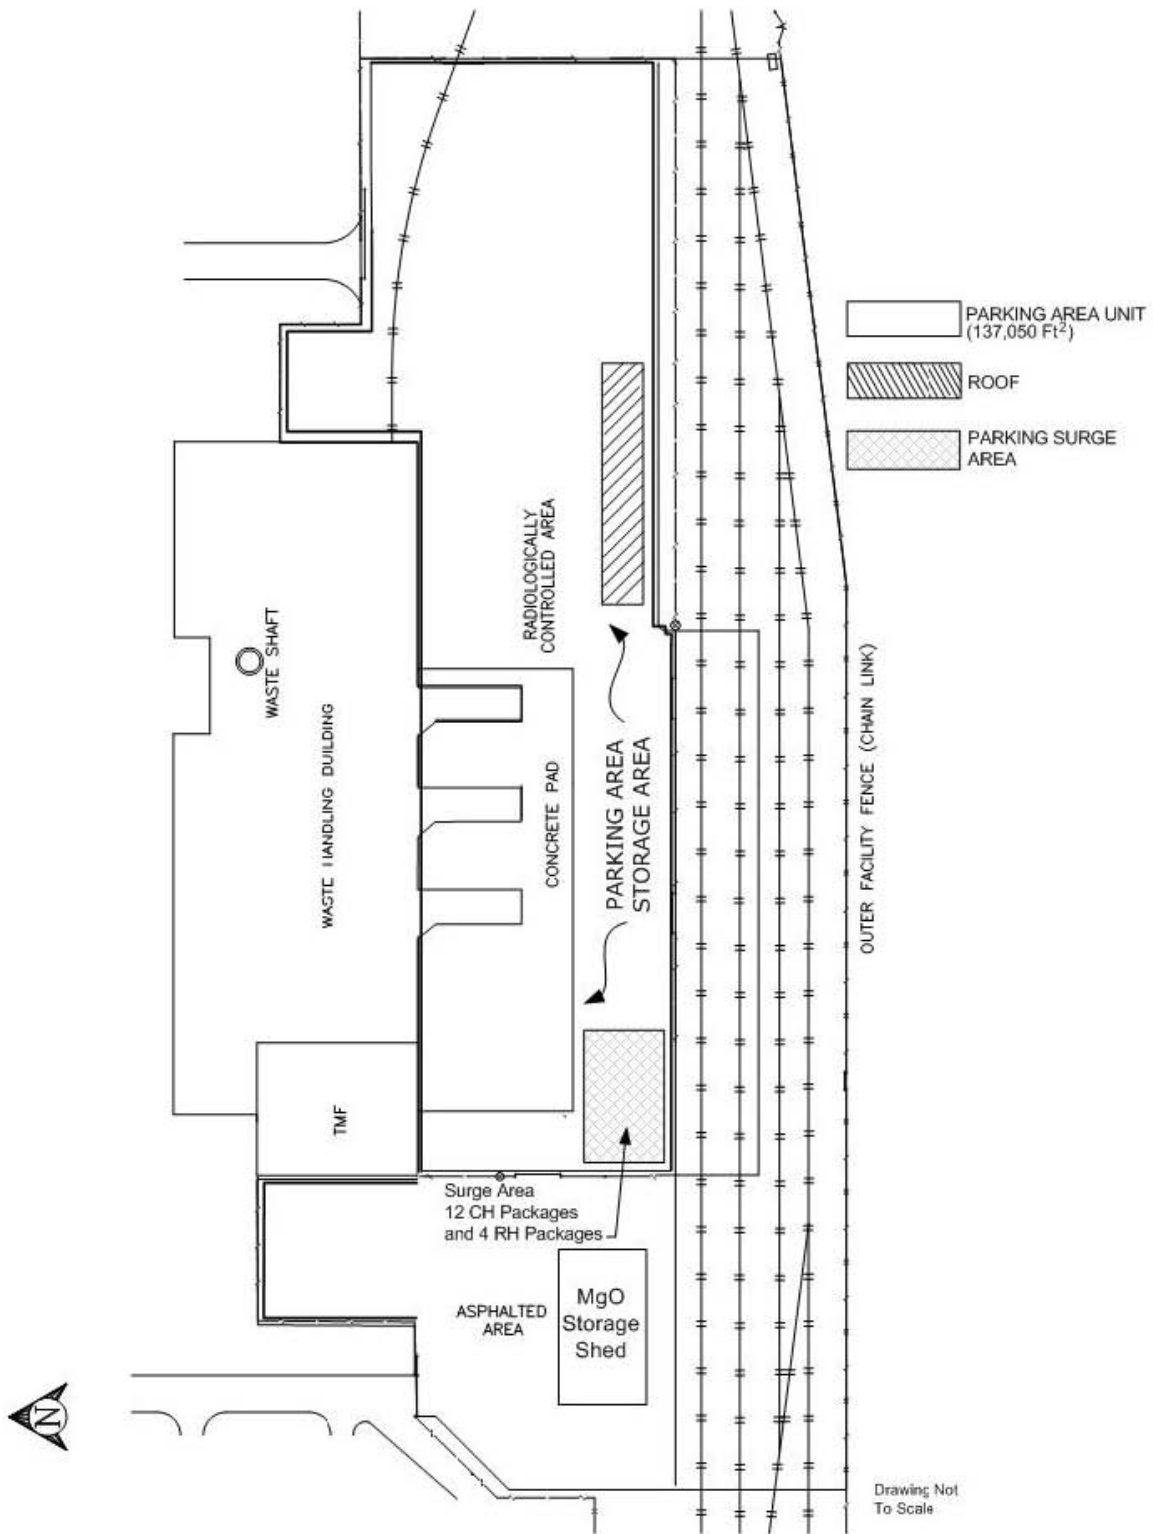 PARKING AREA UNIT
(137,050 Ft²)
ROOF
PARKING SURGE
AREA
RADIOLOGICALLY
CONTROLLED AREA
WASTE SHAFT
WASTE HANDLING BUILDING
CONCRETE PAD
PARKING AREA
STORAGE AREA
OUTER FACILITY FENCE (CHAIN LINK)
TMF
Surge Area
12 CH Packages
and 4 RH Packages
ASPHALTED
AREA
MgO
Storage
Shed
N
Drawing Not
To Scale